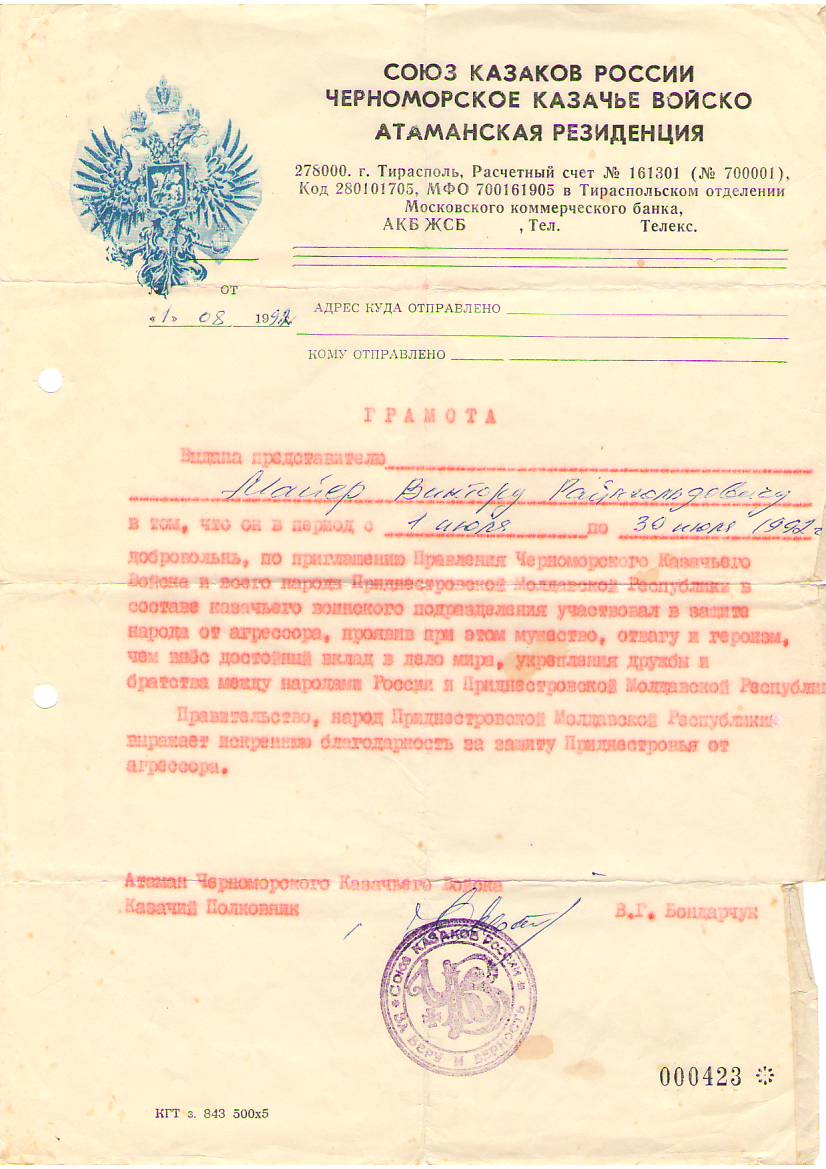 СОЮЗ КАЗАКОВ РОССИИ
ЧЕРНОМОРСКОЕ КАЗАЧЬЕ ВОЙСКО
АТАМАНСКАЯ РЕЗИДЕНЦИЯ
278000. г. Тирасполь, Расчетный счет № 161301 (№ 700001),
Код 280101705, МФО 700161905 в Тираспольском отделении
Московского коммерческого банка,
АКБ ЖСБ , Тел. Телекс.
№ ОТ
«1» 08 1992
АДРЕС КУДА ОТПРАВЛЕНО
КОМУ ОТПРАВЛЕНО
ГРАМОТА
Выдана представителю
Майер Виктору Райнгольдовичу
в том, что он в период с 1 июля по 30 июля 1992 г
добровольнь, по приглашению Правления Черноморского Казачьего
Войска и всего народа Приднестровской Молдавской Республики в
составе казачьего воинского подразделения участвовал в защите
народа от агрессора, проявив при этом мужество, отвагу и героизм,
чем внёс достойный вклад в дело мира, укрепления дружбы и
братства между народами России и Приднестровской Молдавской Республи
Правительство, народ Приднестровской Молдавской Республики
выражает искреннюю благодарность за защиту Приднестровья от
агрессора.
Атаман Черноморского Казачьего Войска
Казачий Полковник В.Г. Бондарчук
* СОЮЗ КАЗАКОВ РОССИИ *
ЗА ВЕРУ И ВЕРНОСТЬ
ЧКВ
000423
КГТ з. 843 500х5